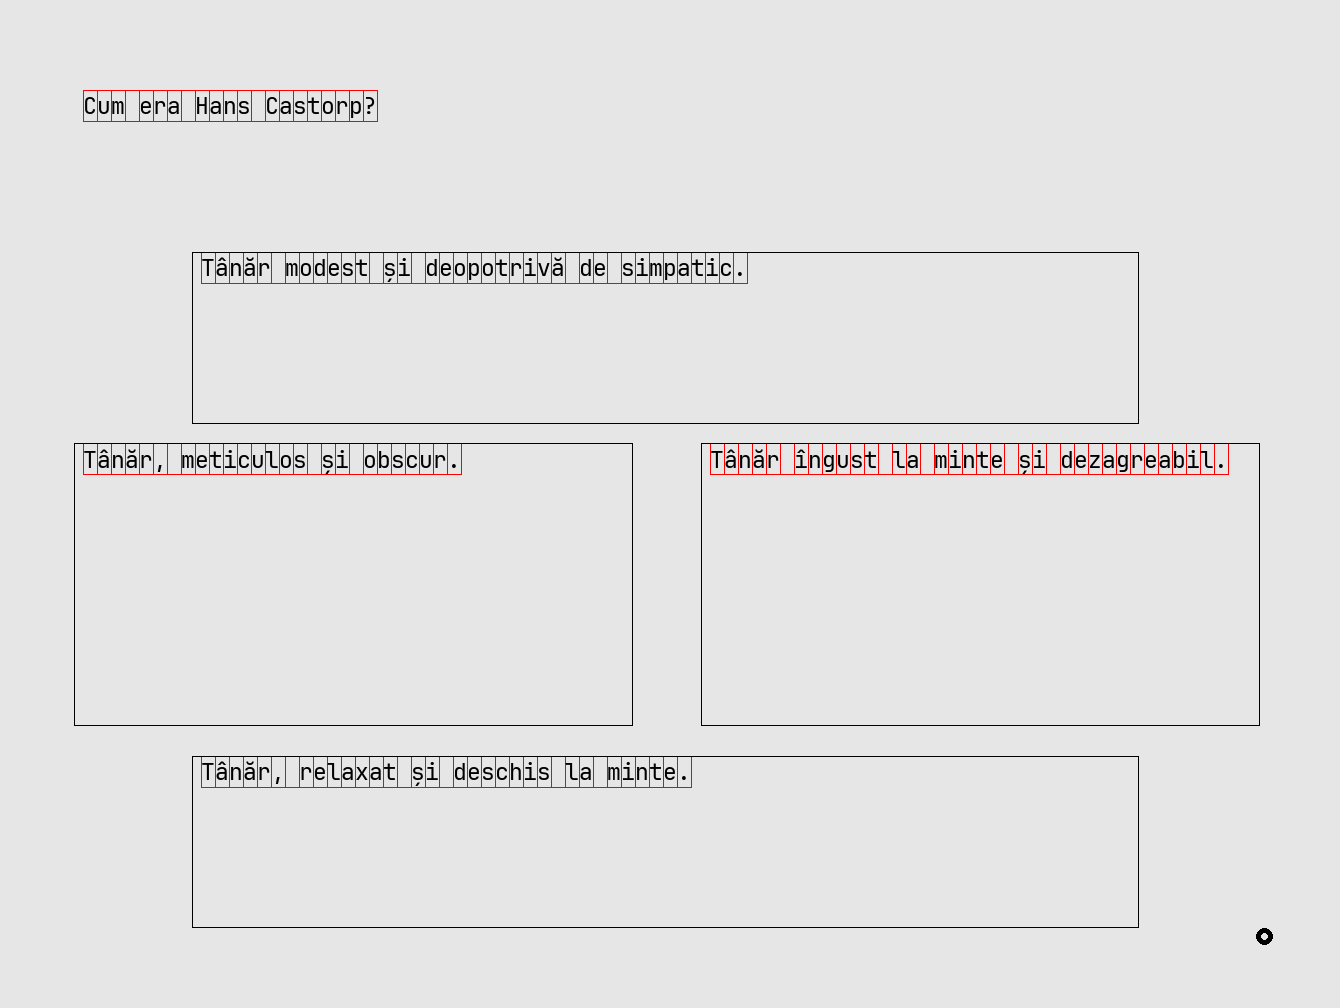 Cum era Hans Castorp?
Tânăr modest și deopotrivă de simpatic.
Tânăr, meticulos și obscur.
Tânăr îngust la minte și dezagreabil.
Tânăr, relaxat și deschis la minte.